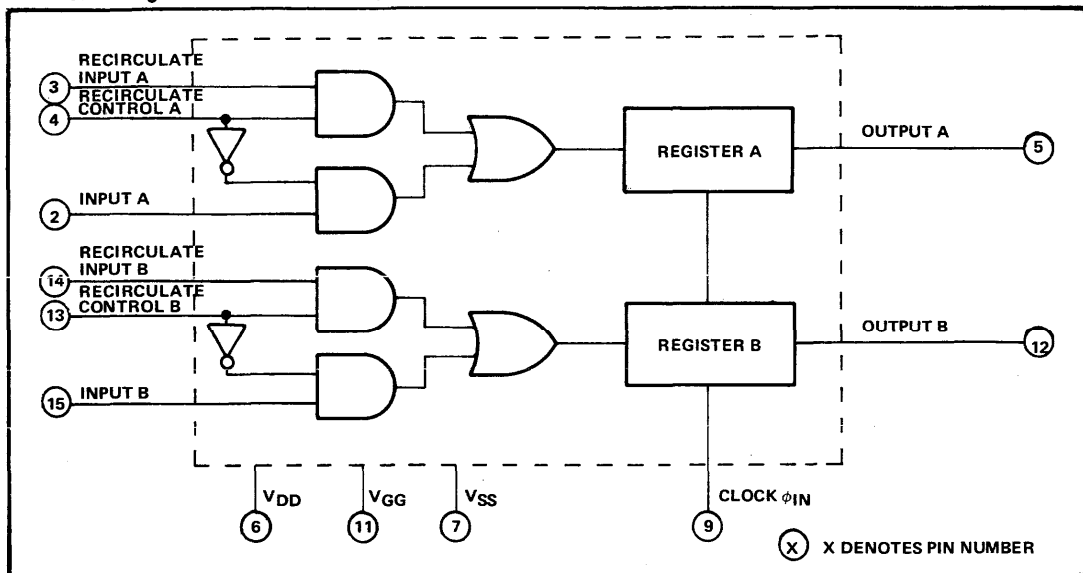 RECIRCULATE
3 INPUT A
RECIRCULATE
4 CONTROL A
2 INPUT A
RECIRCULATE
14 INPUT B
RECIRCULATE
13 CONTROL B
15 INPUT B
REGISTER A
OUTPUT A
5
REGISTER B
OUTPUT B
12
VDD
6
VGG
11
VSS
7
CLOCK ϕIN
9
X X DENOTES PIN NUMBER